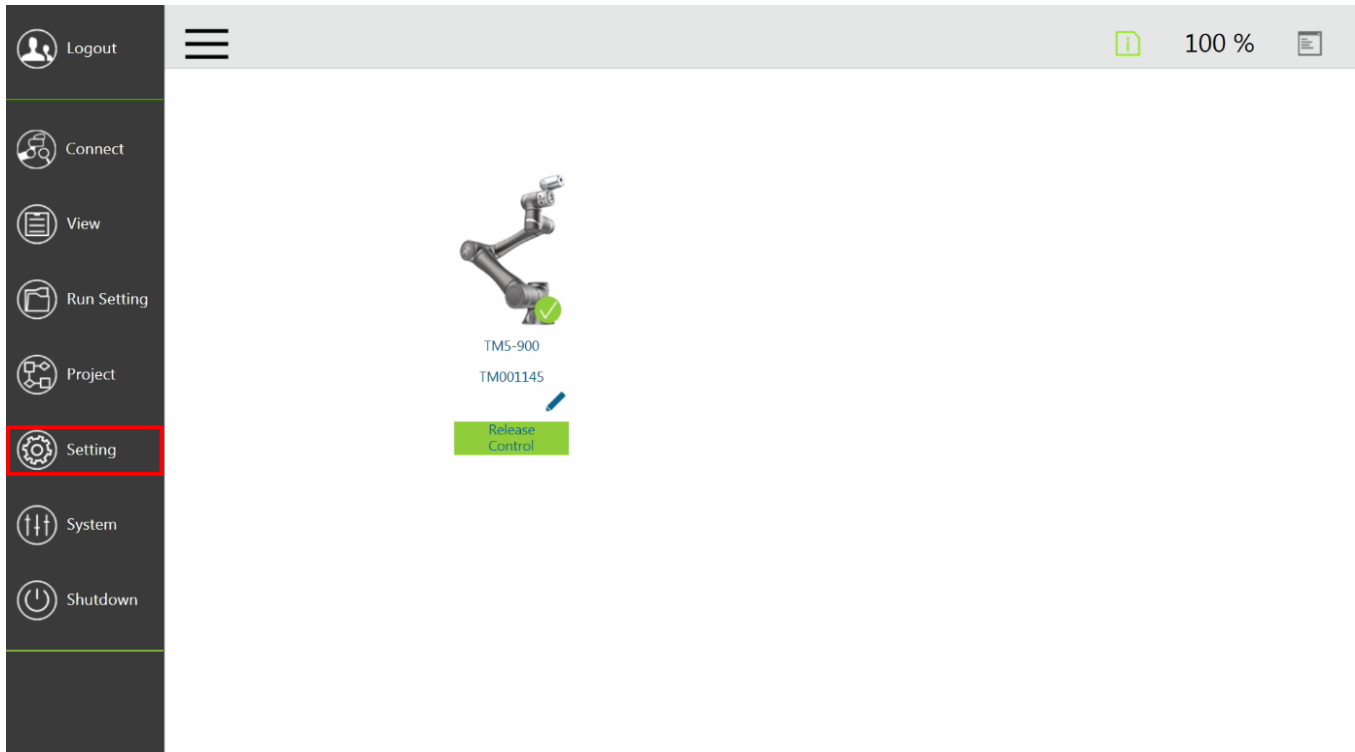 Logout
100 %
Connect
View
Run Setting
Project
Setting
System
Shutdown
TM5-900
TM001145
Release
Control